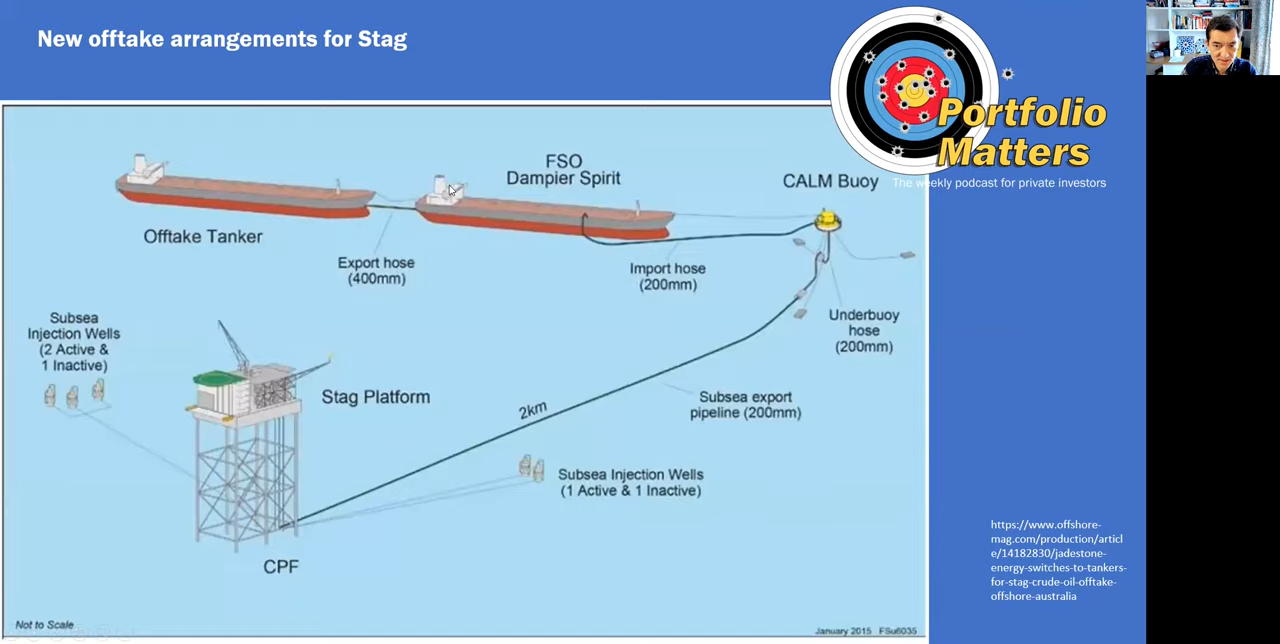 New offtake arrangements for Stag
Portfolio
Matters
The weekly podcast for private investors
FSO
Dampier Spirit
CALM Buoy
Offtake Tanker
Export hose
(400mm)
Import hose
(200mm)
Underbuoy
hose
(200mm)
Subsea
Injection Wells
(2 Active &
1 Inactive)
Stag Platform
2km
Subsea export
pipeline (200mm)
Subsea Injection Wells
(1 Active & 1 Inactive)
CPF
https://www.offshore-
mag.com/production/articl
e/14182830/jadestone-
energy-switches-to-tankers-
for-stag-crude-oil-offtake-
offshore-australia
Not to Scale
January 2015 FSu6035